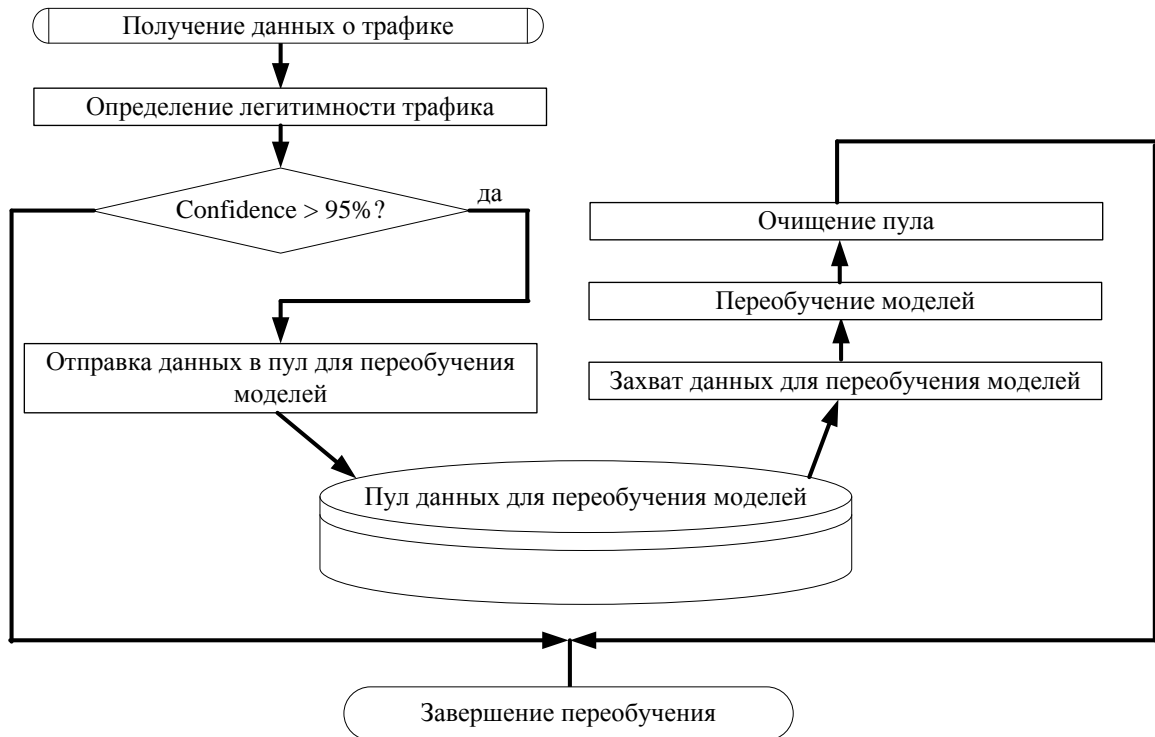 Получение данных о трафике
Определение легитимности трафика
Confidence > 95%?
да
Отправка данных в пул для переобучения
моделей
Пул данных для переобучения моделей
Захват данных для переобучения моделей
Переобучение моделей
Очищение пула
Завершение переобучения